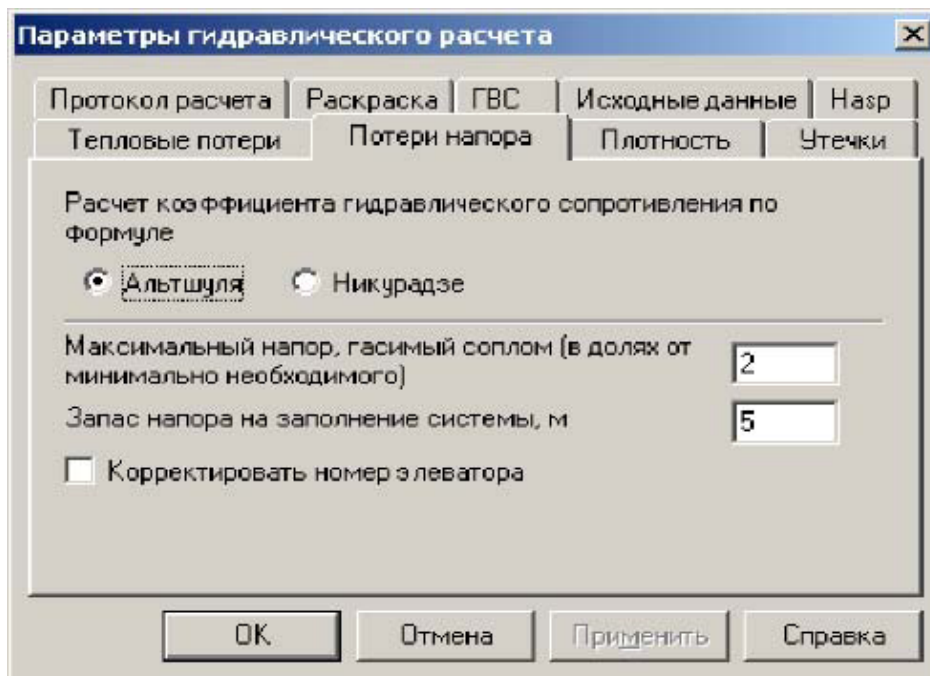 Параметры гидравлического расчета
Протокол расчета Раскраска ГВС Исходные данные Hasp
Тепловые потери Потери напора Плотность Утечки
Расчет коэффициента гидравлического сопротивления по
формуле
Альтшуля Никурадзе
Максимальный напор, гасимый соплом (в долях от
минимально необходимого)
2
Запас напора на заполнение системы, м
5
Корректировать номер элеватора
OK Отмена Применить Справка